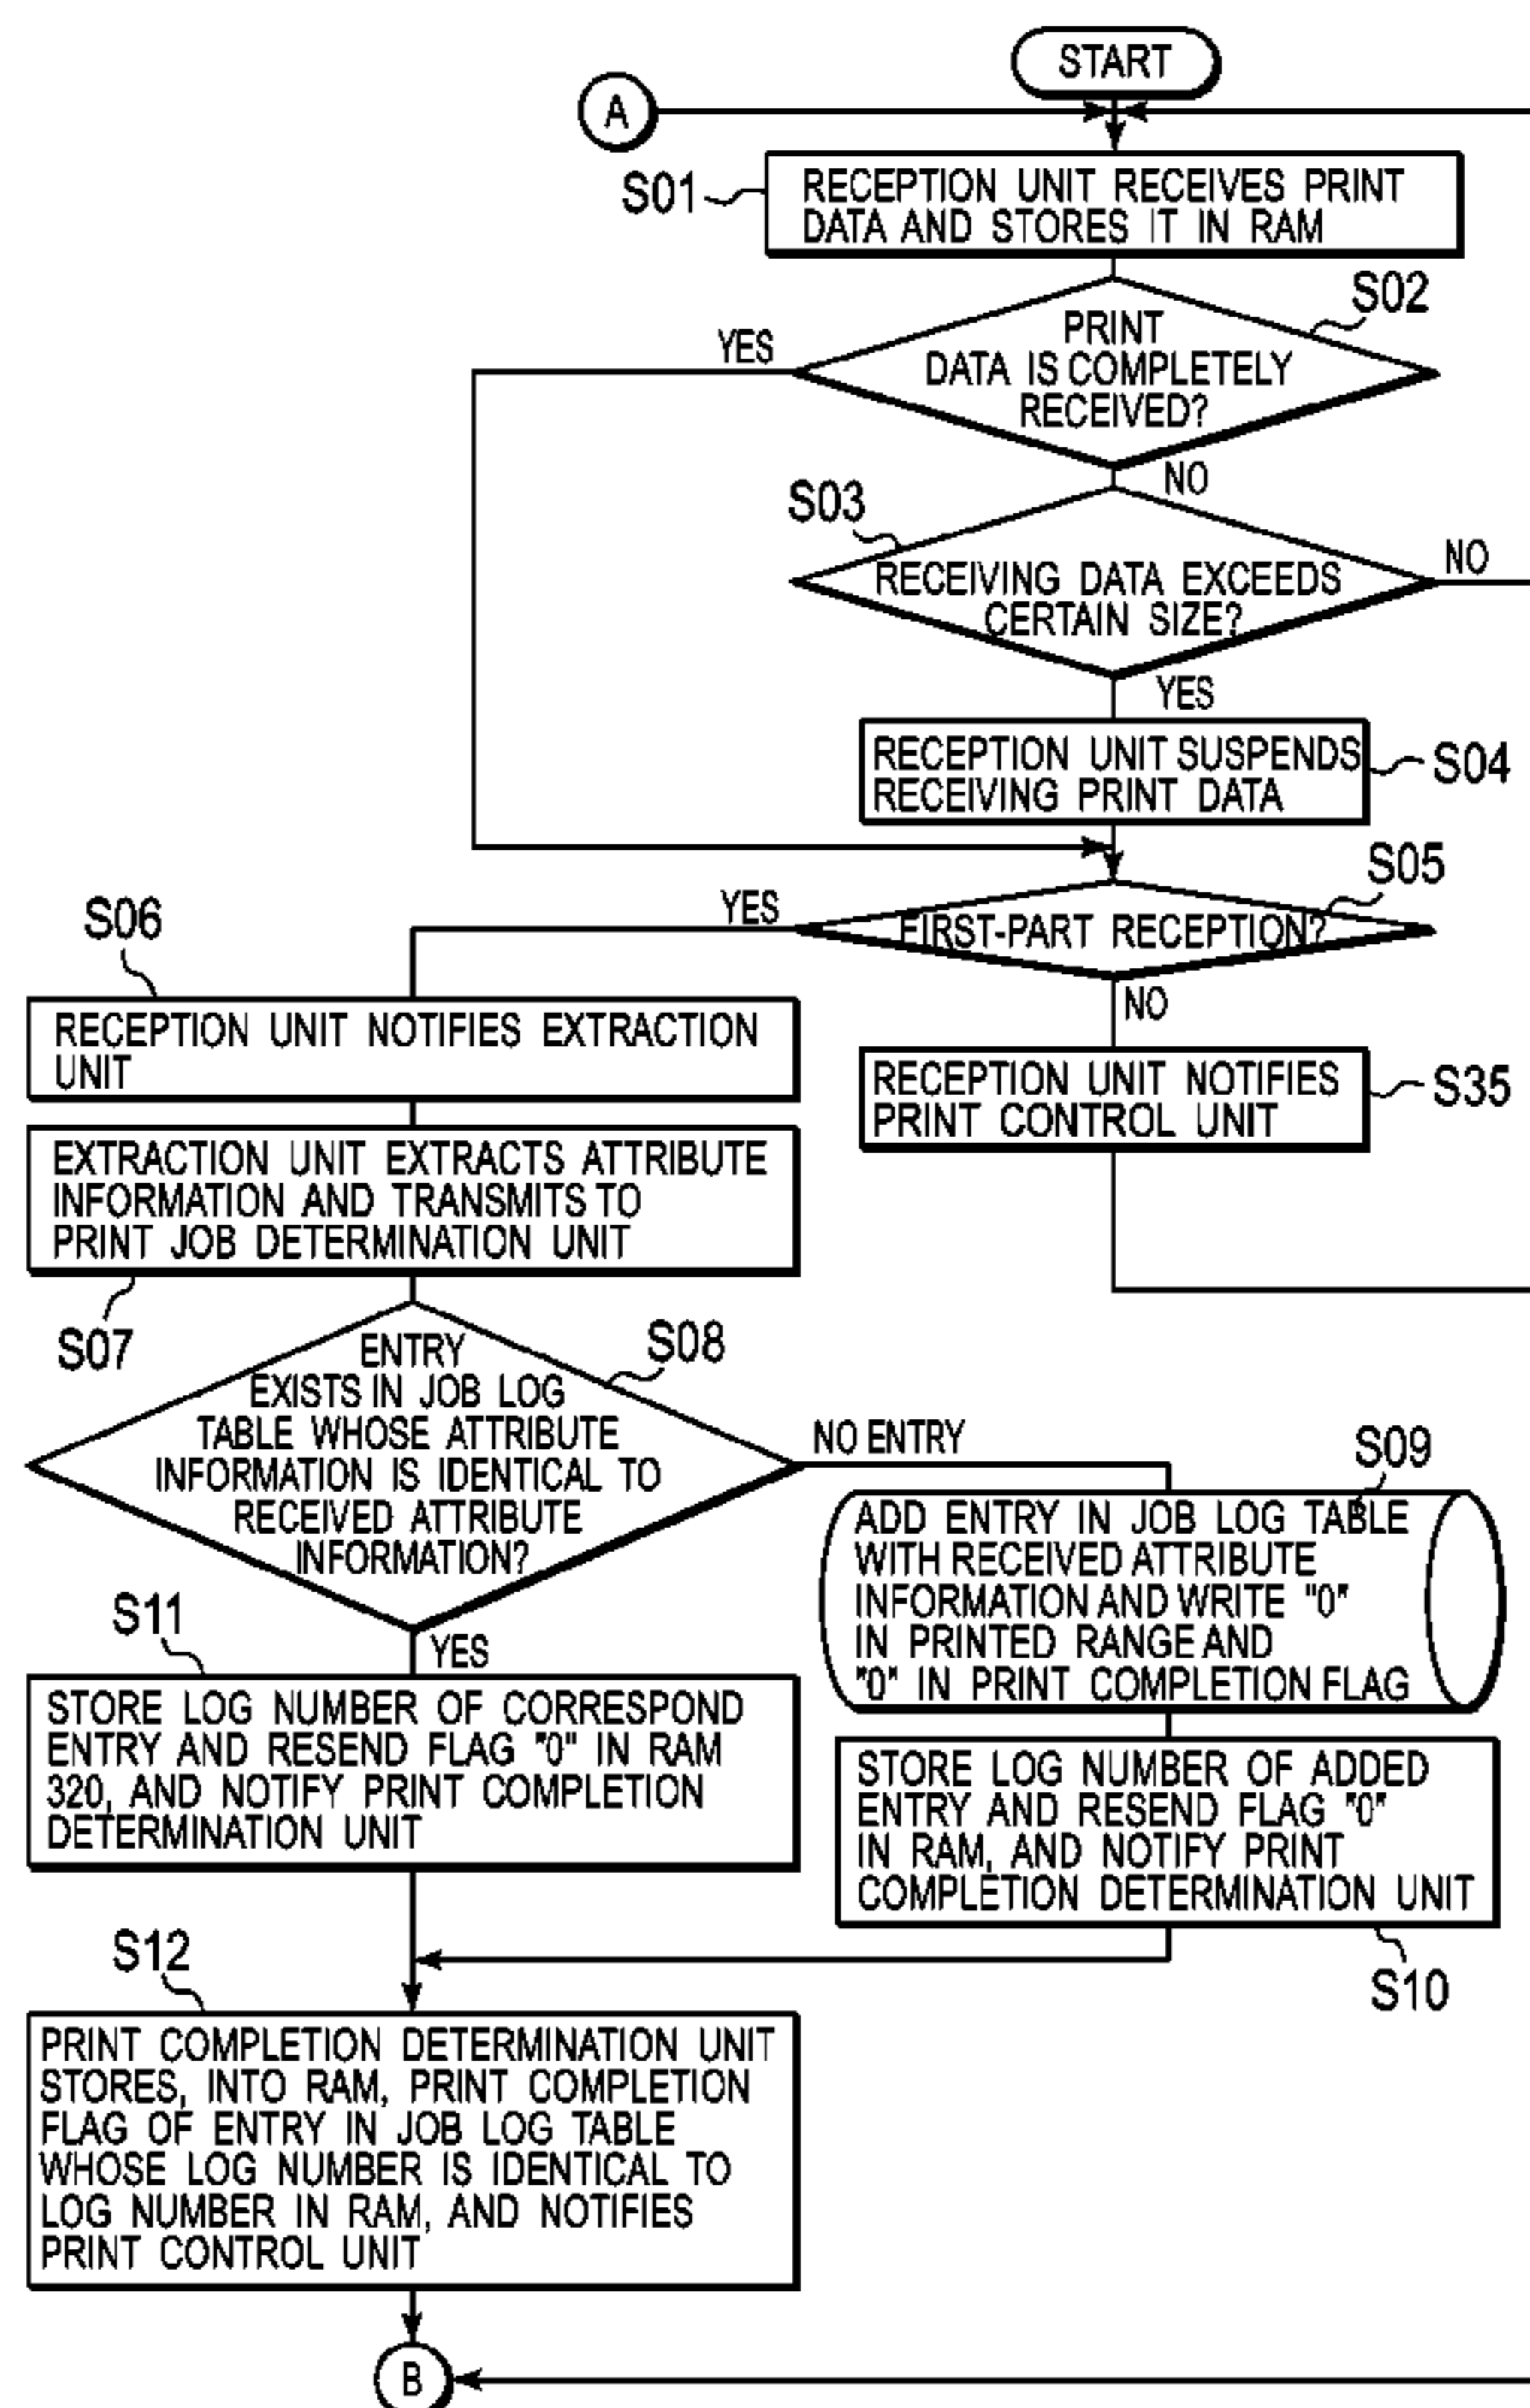 START
A
S01
RECEPTION UNIT RECEIVES PRINT
DATA AND STORES IT IN RAM
S02
PRINT
DATA IS COMPLETELY
RECEIVED?
YES
NO
S03
RECEIVING DATA EXCEEDS
CERTAIN SIZE?
NO
YES
RECEPTION UNIT SUSPENDS
RECEIVING PRINT DATA
S04
S05
FIRST-PART RECEPTION?
YES
NO
S06
RECEPTION UNIT NOTIFIES EXTRACTION
UNIT
RECEPTION UNIT NOTIFIES
PRINT CONTROL UNIT
S35
EXTRACTION UNIT EXTRACTS ATTRIBUTE
INFORMATION AND TRANSMITS TO
PRINT JOB DETERMINATION UNIT
S07
S08
ENTRY
EXISTS IN JOB LOG
TABLE WHOSE ATTRIBUTE
INFORMATION IS IDENTICAL TO
RECEIVED ATTRIBUTE
INFORMATION?
NO ENTRY
YES
S09
ADD ENTRY IN JOB LOG TABLE
WITH RECEIVED ATTRIBUTE
INFORMATION AND WRITE "0"
IN PRINTED RANGE AND
"0" IN PRINT COMPLETION FLAG
S11
STORE LOG NUMBER OF CORRESPOND
ENTRY AND RESEND FLAG "0" IN RAM
320, AND NOTIFY PRINT COMPLETION
DETERMINATION UNIT
STORE LOG NUMBER OF ADDED
ENTRY AND RESEND FLAG "0"
IN RAM, AND NOTIFY PRINT
COMPLETION DETERMINATION UNIT
S10
S12
PRINT COMPLETION DETERMINATION UNIT
STORES, INTO RAM, PRINT COMPLETION
FLAG OF ENTRY IN JOB LOG TABLE
WHOSE LOG NUMBER IS IDENTICAL TO
LOG NUMBER IN RAM, AND NOTIFIES
PRINT CONTROL UNIT
B